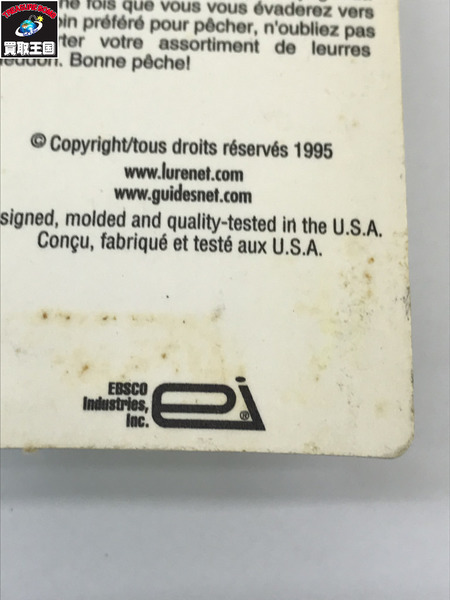 買取王国
ne fois que vous vous évaderez vers
oin préféré pour pêcher, n'oubliez pas
rter votre assortiment de leurres
eddon. Bonne pêche!
© Copyright/tous droits réservés 1995
www.lurenet.com
www.guidesnet.com
signed, molded and quality-tested in the U.S.A.
Conçu, fabriqué et testé aux U.S.A.
EBSCO
Industries,
Inc.
ei®